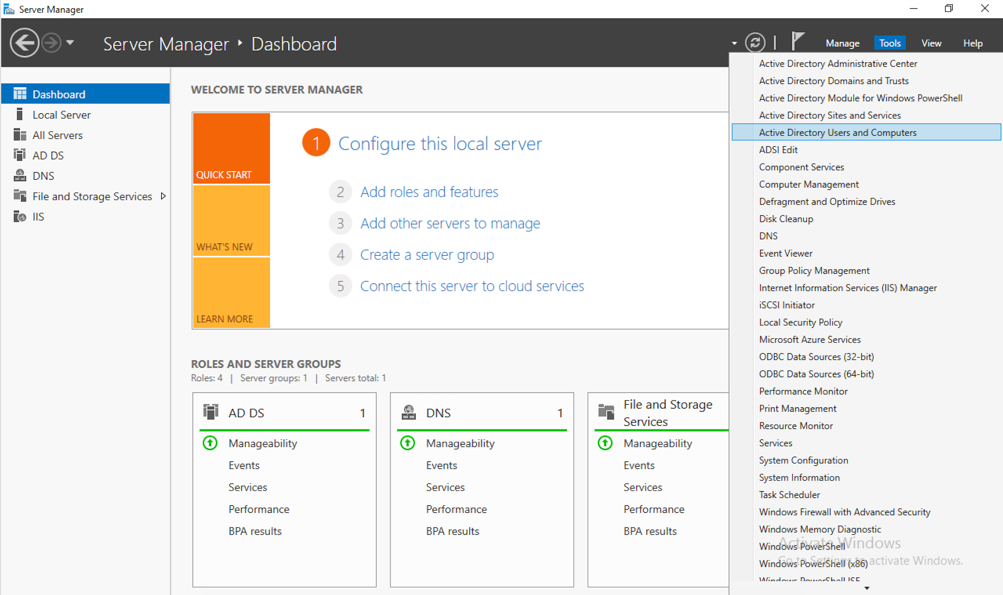 Server Manager
Server Manager ‣ Dashboard
Manage
Tools
View
Help
Dashboard
Local Server
All Servers
AD DS
DNS
File and Storage Services
IIS
WELCOME TO SERVER MANAGER
QUICK START
WHAT'S NEW
LEARN MORE
1 Configure this local server
2 Add roles and features
3 Add other servers to manage
4 Create a server group
5 Connect this server to cloud services
ROLES AND SERVER GROUPS
Roles: 4 | Server groups: 1 | Servers total: 1
AD DS 1
Manageability
Events
Services
Performance
BPA results
DNS 1
Manageability
Events
Services
Performance
BPA results
File and Storage
Services
Manageability
Events
Services
Performance
BPA results
Active Directory Administrative Center
Active Directory Domains and Trusts
Active Directory Module for Windows PowerShell
Active Directory Sites and Services
Active Directory Users and Computers
ADSI Edit
Component Services
Computer Management
Defragment and Optimize Drives
Disk Cleanup
DNS
Event Viewer
Group Policy Management
Internet Information Services (IIS) Manager
iSCSI Initiator
Local Security Policy
Microsoft Azure Services
ODBC Data Sources (32-bit)
ODBC Data Sources (64-bit)
Performance Monitor
Print Management
Resource Monitor
Services
System Configuration
System Information
Task Scheduler
Windows Firewall with Advanced Security
Windows Memory Diagnostic
Windows PowerShell
Windows PowerShell (x86)
Windows PowerShell ISE
Activate Windows
Go to Settings to activate Windows.